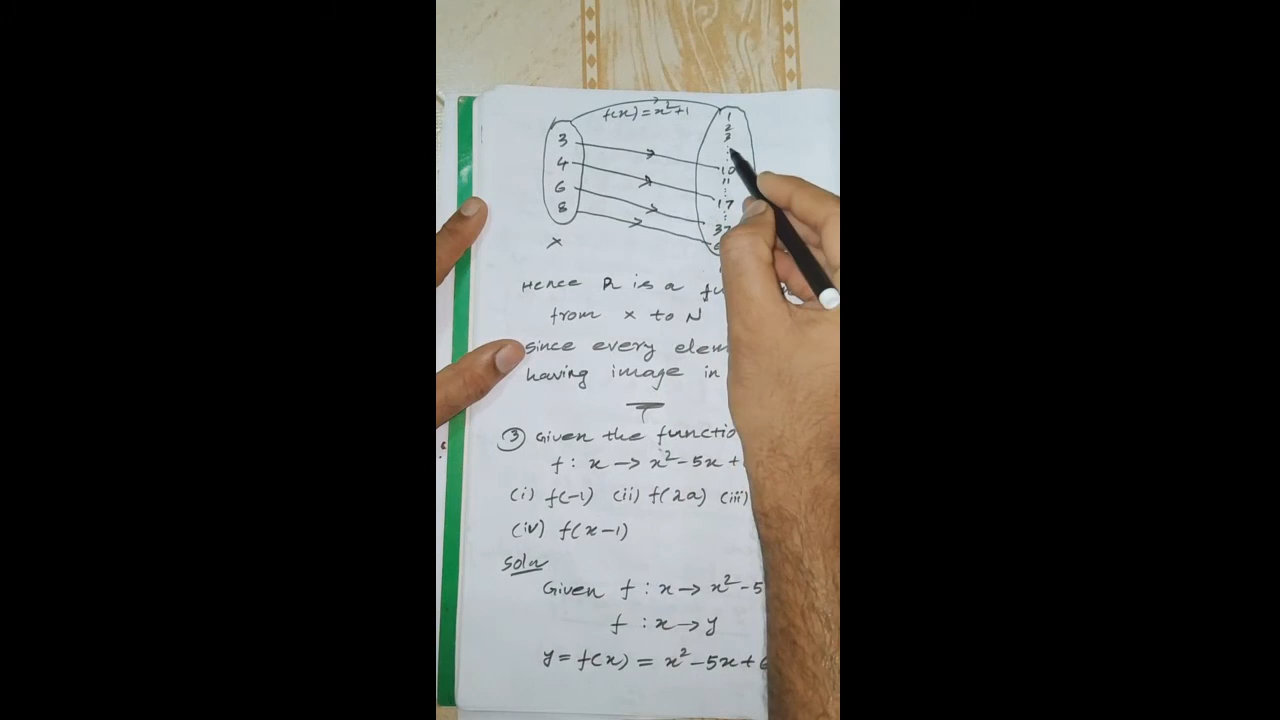 f(x) = x²+1
3
4
6
8
x
1
2
3
:
10
11
:
17
:
37
Hence R is a
from x to N
since every
having image in
③ Given the
f : x → x²-5x+
(i) f(-1) (ii) f(2a) (iii)
(iv) f(x-1)
Soln
Given f : x → x²-5
f : x → y
y = f(x) = x²-5x+6